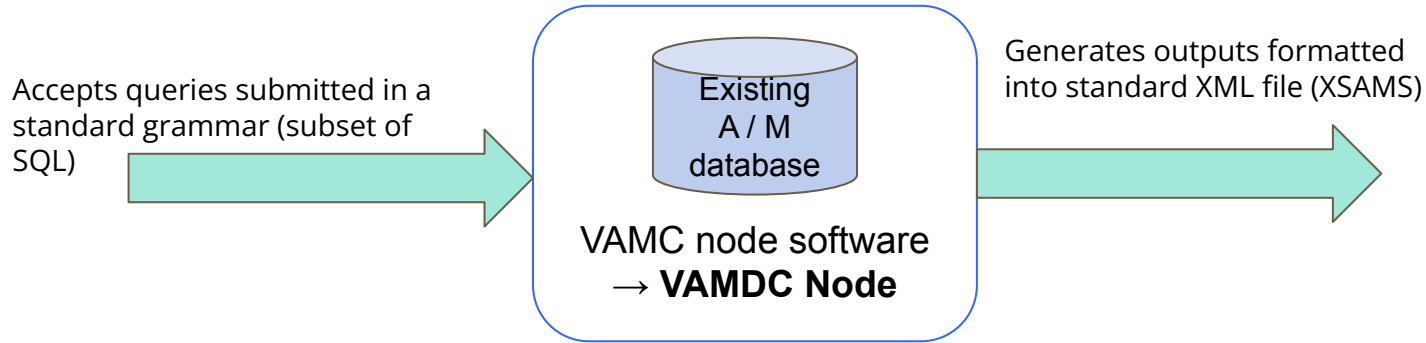 Accepts queries submitted in a
standard grammar (subset of
SQL)
Existing
A / M
database
VAMC node software
→ VAMDC Node
Generates outputs formatted
into standard XML file (XSAMS)